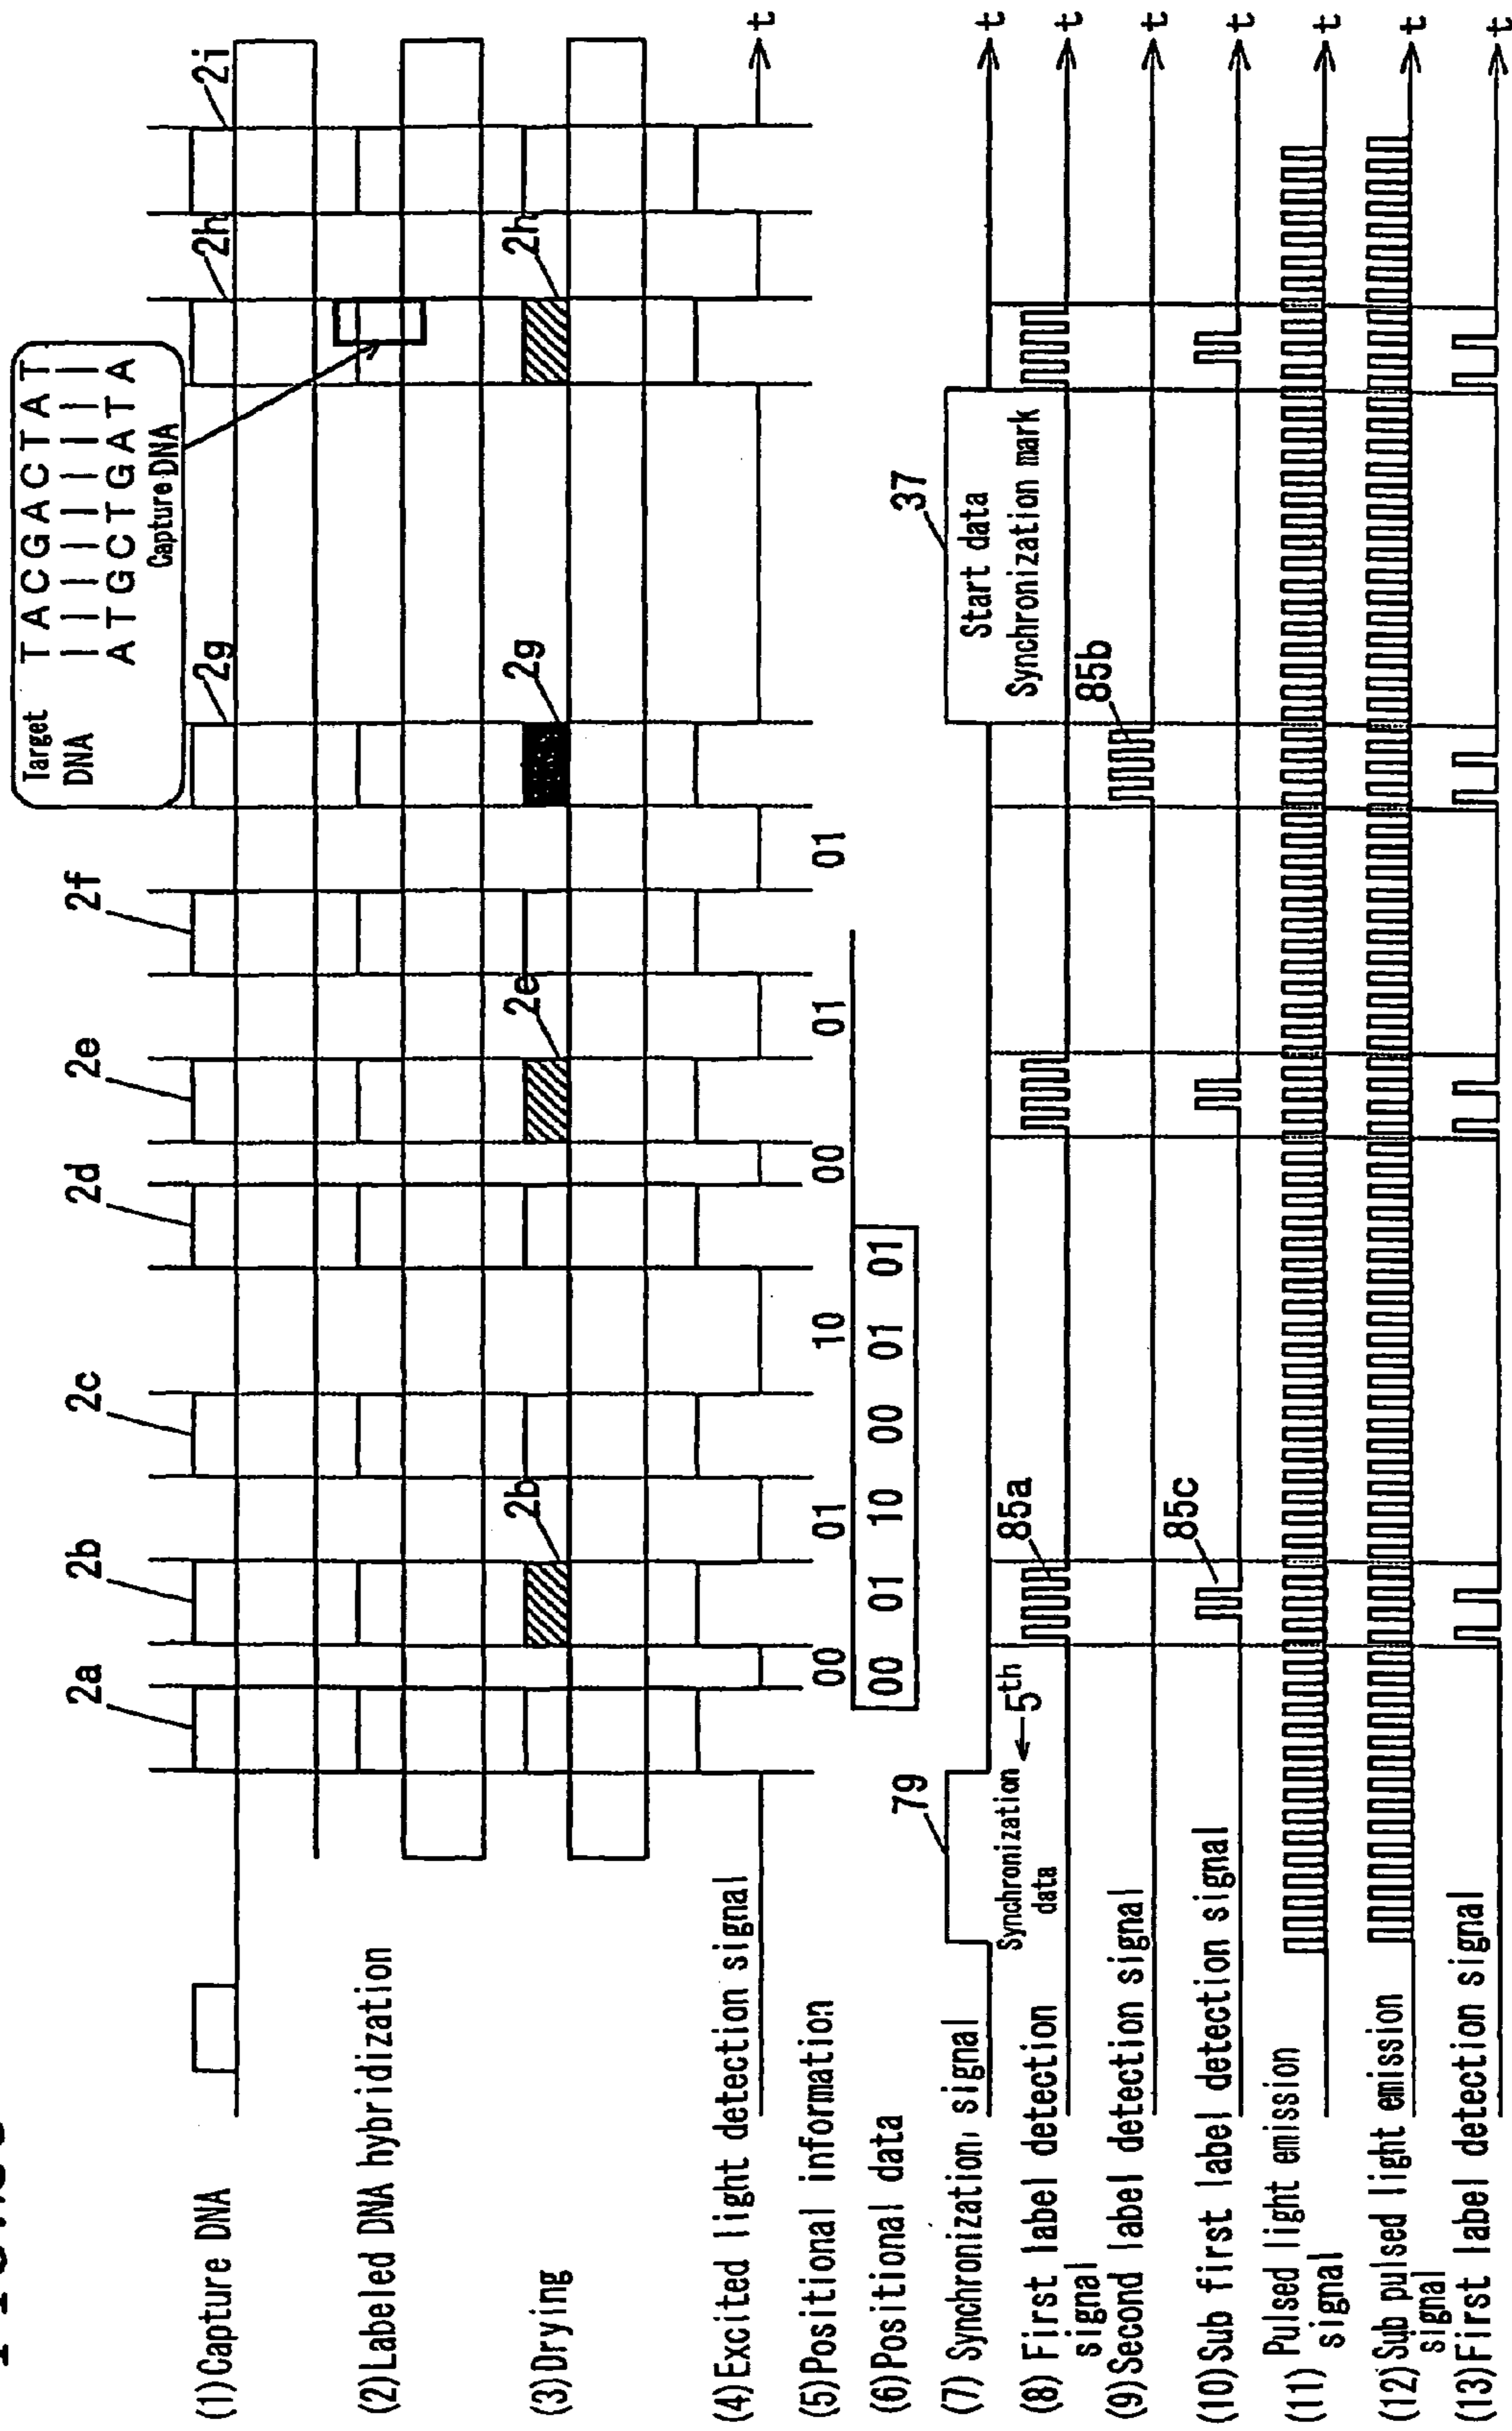 Target DNA
T A C G A C T A T
A T G C T G A T A
Capture DNA
2a 2b 2c 2d 2e 2f 2g 2h 2i
(1)Capture DNA
(2)Labeled DNA hybridization
(3)Drying
2b 2e 2g 2h
(4)Excited light detection signal
t
(5)Positional information
00 01 10 00 01 01
(6)Positional data
00 01 10 00 01 01
(7) Synchronization signal
79
37
t
Synchronization data
5th
Start data
Synchronization mark
(8) First label detection signal
85a
t
(9)Second label detection signal
85b
t
(10)Sub first label detection signal
85c
t
(11) Pulsed light emission signal
t
(12)Sub pulsed light emission signal
t
(13)First label detection signal
t